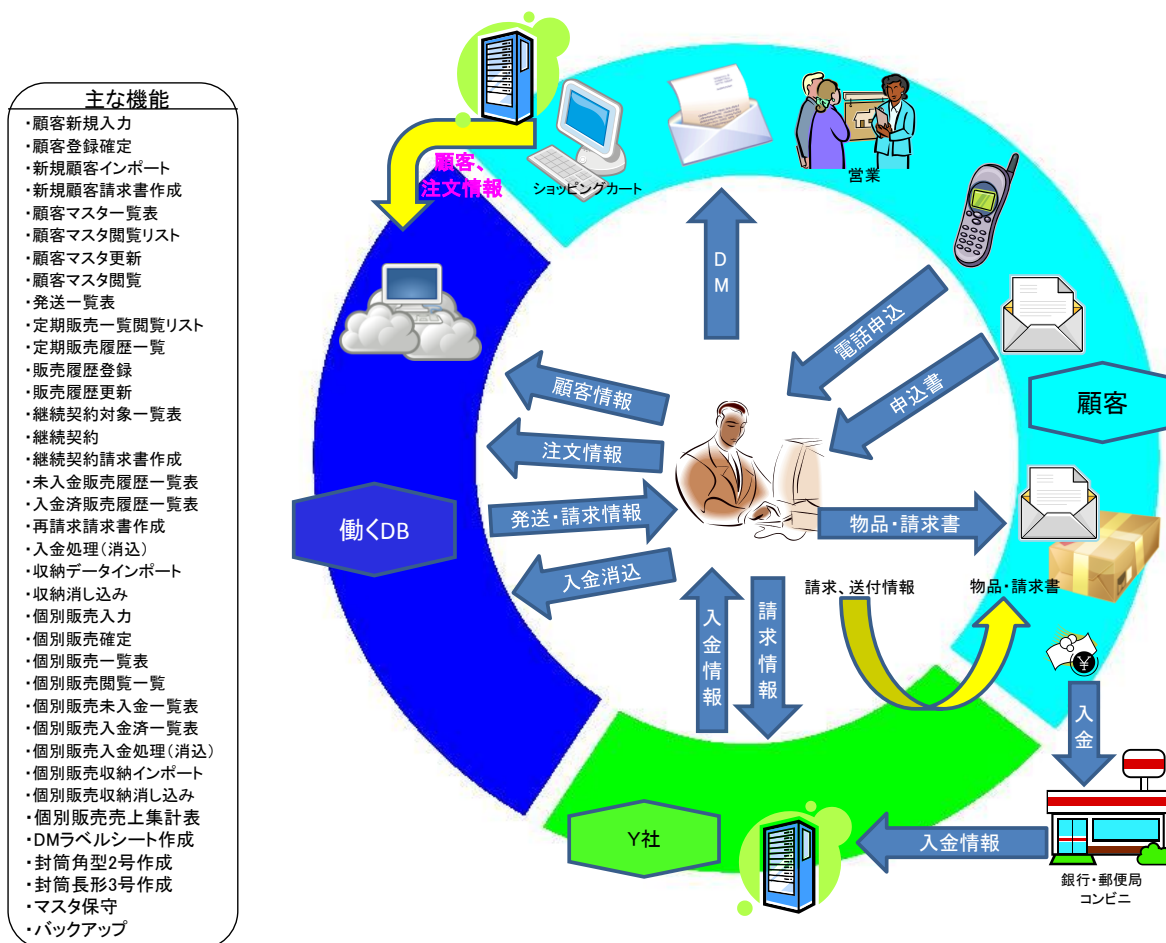 主な機能
・顧客新規入力
・顧客登録確定
・新規顧客インポート
・新規顧客請求書作成
・顧客マスター覧表
・顧客マスタ閲覧リスト
・顧客マスタ更新
・顧客マスタ閲覧
・発送一覧表
・定期販売一覧閲覧リスト
・定期販売履歴一覧
・販売履歴登録
・販売履歴更新
・継続契約対象一覧表
・継続契約
・継続契約請求書作成
・未入金販売履歴一覧表
・入金済販売履歴一覧表
・再請求請求書作成
・入金処理(消込)
・収納データインポート
・収納消し込み
・個別販売入力
・個別販売確定
・個別販売一覧表
・個別販売閲覧一覧
・個別販売未入金一覧表
・個別販売入金済一覧表
・個別販売入金処理(消込)
・個別販売収納インポート
・個別販売収納消し込み
・個別販売売上集計表
・DMラベルシート作成
・封筒角型2号作成
・封筒長形3号作成
・マスタ保守
・バックアップ
顧客、
注文情報
ショッピングカート
営業
DM
電話申込
申込書
顧客
顧客情報
注文情報
働くDB
発送・請求情報
入金消込
物品・請求書
請求、送付情報
物品・請求書
入金情報
請求情報
入金
Y社
入金情報
銀行・郵便局
コンビニ